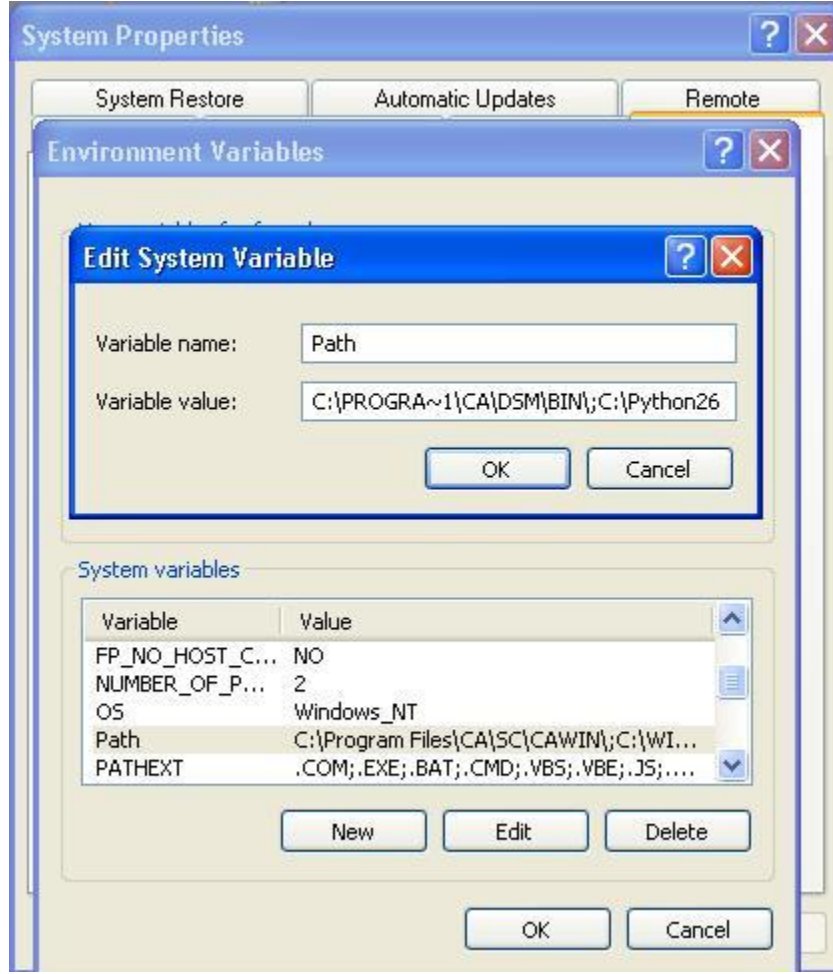 System Properties
System Restore Automatic Updates Remote
Environment Variables
Edit System Variable
Variable name: Path
Variable value: C:\PROGRA~1\CA\DSM\BIN\;C:\Python26
OK Cancel
System variables
Variable Value
FP_NO_HOST_C... NO
NUMBER_OF_P... 2
OS Windows_NT
Path C:\Program Files\CA\SC\CAWIN\;C:\WI...
PATHEXT .COM;.EXE;.BAT;.CMD;.VBS;.VBE;.JS;....
New Edit Delete
OK Cancel